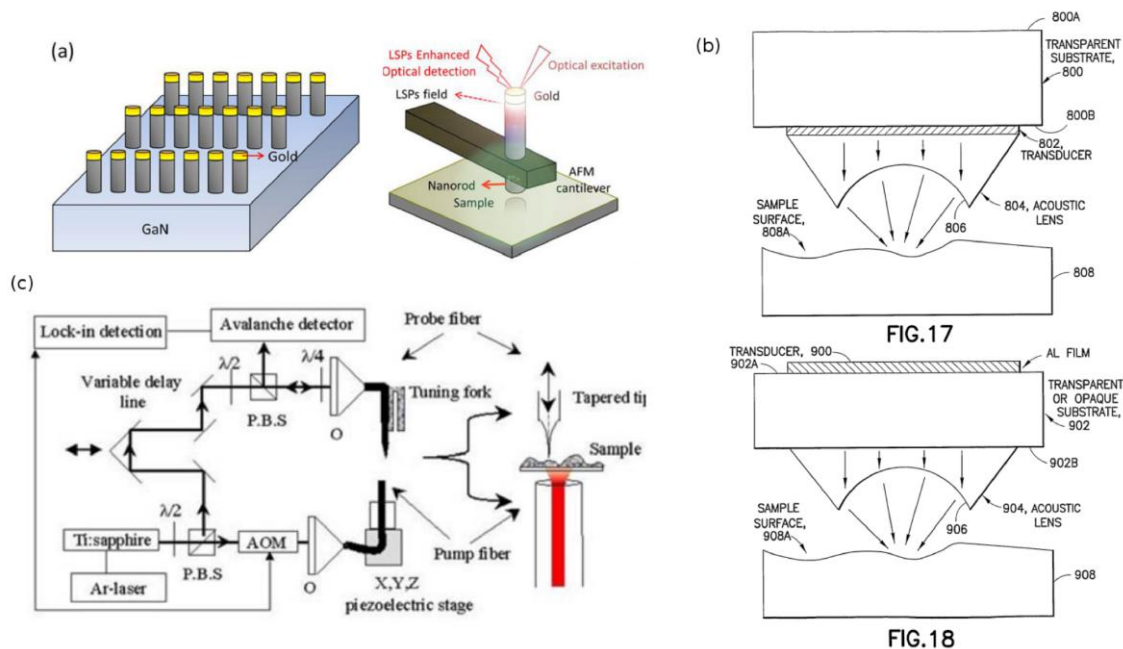 (a)
Gold
GaN
LSPs Enhanced
Optical detection
Optical excitation
LSPs field
Gold
Nanorod
Sample
AFM
cantilever
(b)
800A
TRANSPARENT
SUBSTRATE,
800
800B
802, TRANSDUCER
804, ACOUSTIC
LENS
806
SAMPLE
SURFACE,
808A
808
FIG.17
TRANSDUCER, 900
902A
AL FILM
TRANSPARENT
OR OPAQUE
SUBSTRATE,
902
902B
904, ACOUSTIC
LENS
906
SAMPLE
SURFACE,
908A
908
FIG.18
(c)
Lock-in detection
Avalanche detector
Probe fiber
Variable delay
line
λ/2
λ/4
P.B.S
O
Tuning fork
Tapered tip
Sample
λ/2
Ti:sapphire
AOM
P.B.S
O
Ar-laser
Pump fiber
X,Y,Z
piezoelectric stage